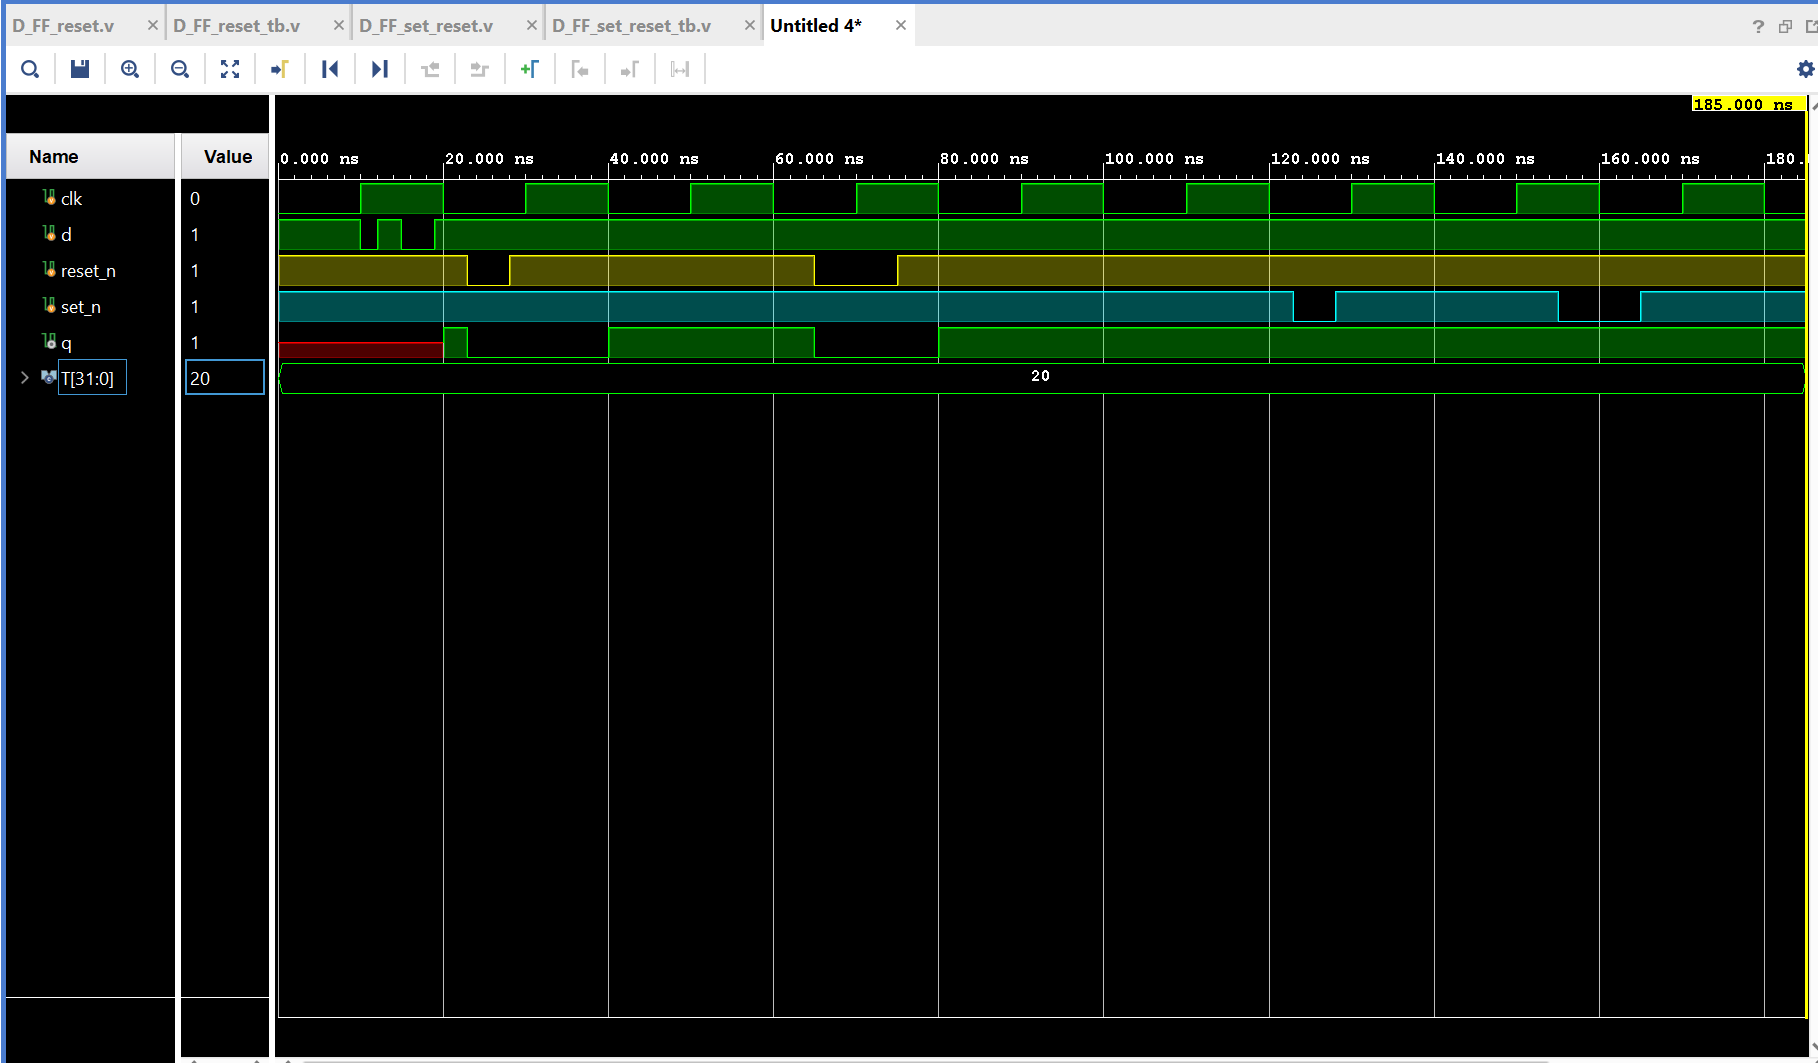 D_FF_reset.v × D_FF_reset_tb.v × D_FF_set_reset.v × D_FF_set_reset_tb.v × Untitled 4* × ?
185.000 ns
Name Value
0.000 ns 20.000 ns 40.000 ns 60.000 ns 80.000 ns 100.000 ns 120.000 ns 140.000 ns 160.000 ns 180.
clk 0
d 1
reset_n 1
set_n 1
q 1
T[31:0] 20 20